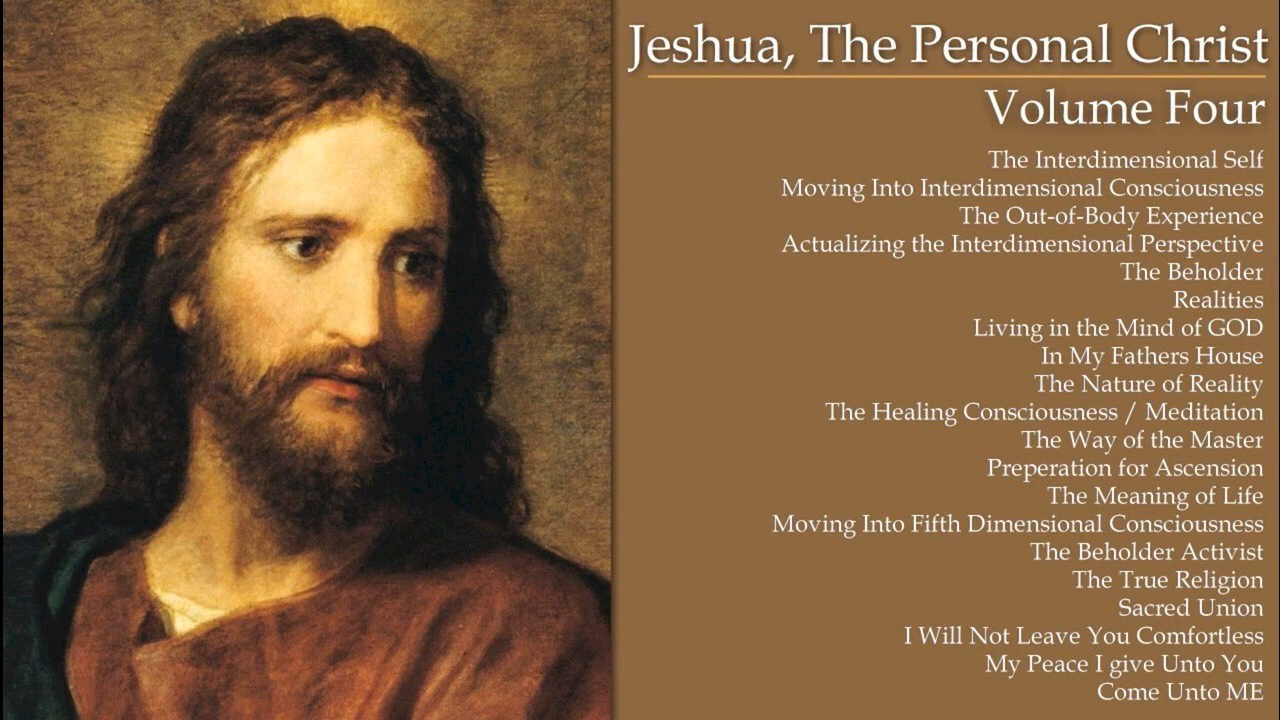 Jeshua, The Personal Christ
Volume Four
The Interdimensional Self
Moving Into Interdimensional Consciousness
The Out-of-Body Experience
Actualizing the Interdimensional Perspective
The Beholder
Realities
Living in the Mind of GOD
In My Fathers House
The Nature of Reality
The Healing Consciousness / Meditation
The Way of the Master
Preperation for Ascension
The Meaning of Life
Moving Into Fifth Dimensional Consciousness
The Beholder Activist
The True Religion
Sacred Union
I Will Not Leave You Comfortless
My Peace I give Unto You
Come Unto ME